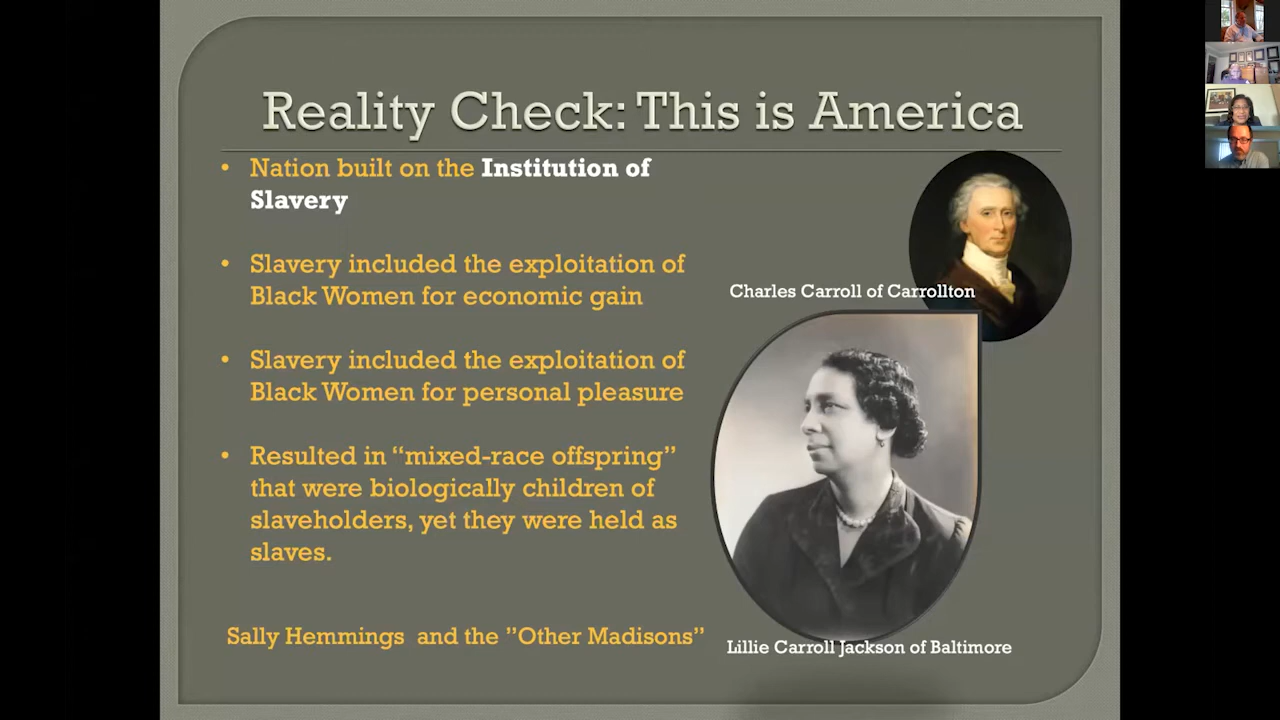 Reality Check: This is America
• Nation built on the Institution of
Slavery
• Slavery included the exploitation of
Black Women for economic gain
• Slavery included the exploitation of
Black Women for personal pleasure
• Resulted in “mixed-race offspring”
that were biologically children of
slaveholders, yet they were held as
slaves.
Sally Hemmings and the ”Other Madisons”
Charles Carroll of Carrollton
Lillie Carroll Jackson of Baltimore